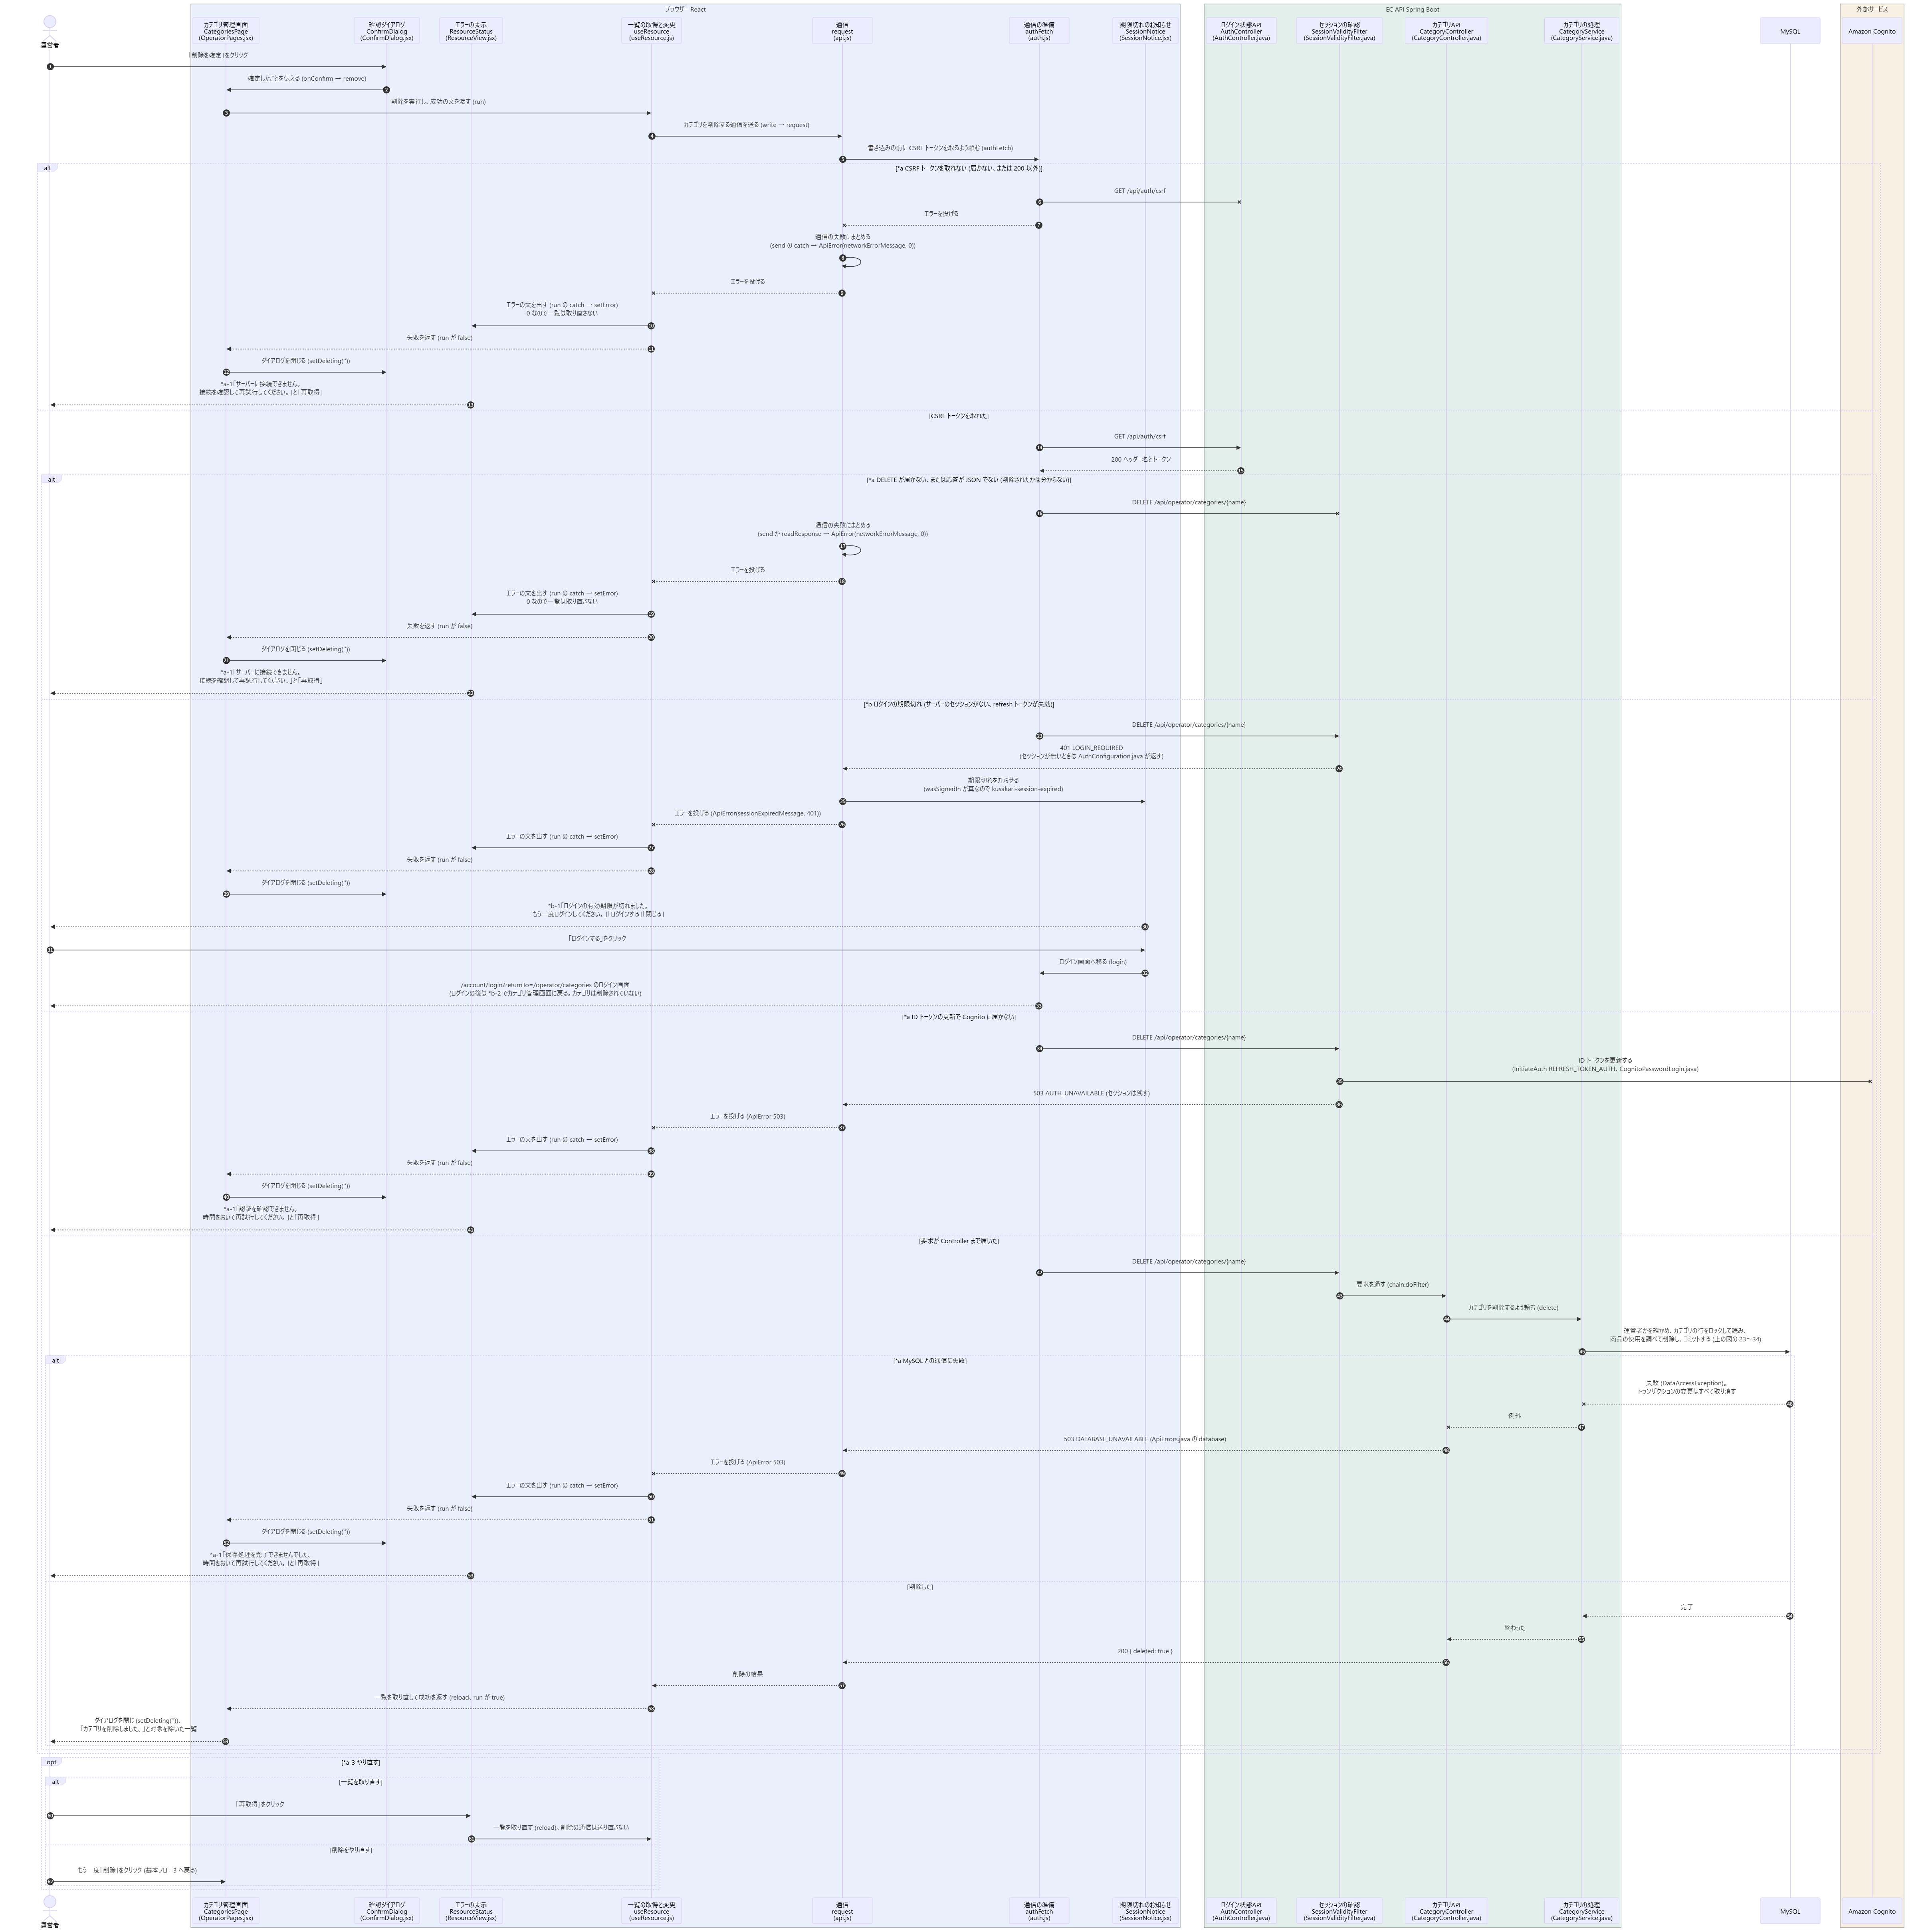 ブラウザー React
EC API Spring Boot
外部サービス
運営者
カテゴリ管理画面
CategoriesPage
(OperatorPages.jsx)
確認ダイアログ
ConfirmDialog
(ConfirmDialog.jsx)
エラーの表示
ResourceStatus
(ResourceView.jsx)
一覧の取得と変更
useResource
(useResource.js)
通信
request
(api.js)
通信の準備
authFetch
(auth.js)
期限切れのお知らせ
SessionNotice
(SessionNotice.jsx)
ログイン状態API
AuthController
(AuthController.java)
セッションの確認
SessionValidityFilter
(SessionValidityFilter.java)
カテゴリAPI
CategoryController
(CategoryController.java)
カテゴリの処理
CategoryService
(CategoryService.java)
MySQL
Amazon Cognito
「削除を確定」をクリック
1
確定したことを伝える (onConfirm → remove)
2
削除を実行し、成功の文を渡す (run)
3
カテゴリを削除する通信を送る (write → request)
4
書き込みの前に CSRF トークンを取るよう頼む (authFetch)
5
alt
[*a CSRF トークンを取れない (届かない、または 200 以外)]
GET /api/auth/csrf
6
エラーを投げる
7
通信の失敗にまとめる
(send の catch → ApiError(networkErrorMessage, 0))
8
エラーを投げる
9
エラーの文を出す (run の catch → setError)
0 なので一覧は取り直さない
10
失敗を返す (run が false)
11
ダイアログを閉じる (setDeleting(''))
12
*a-1「サーバーに接続できません。
接続を確認して再試行してください。」と「再取得」
13
[CSRF トークンを取れた]
GET /api/auth/csrf
14
200 ヘッダー名とトークン
15
alt
[*a DELETE が届かない、または応答が JSON でない (削除されたかは分からない)]
DELETE /api/operator/categories/{name}
16
通信の失敗にまとめる
(send か readResponse → ApiError(networkErrorMessage, 0))
17
エラーを投げる
18
エラーの文を出す (run の catch → setError)
0 なので一覧は取り直さない
19
失敗を返す (run が false)
20
ダイアログを閉じる (setDeleting(''))
21
*a-1「サーバーに接続できません。
接続を確認して再試行してください。」と「再取得」
22
[*b ログインの期限切れ (サーバーのセッションがない、refresh トークンが失効)]
DELETE /api/operator/categories/{name}
23
401 LOGIN_REQUIRED
(セッションが無いときは AuthConfiguration.java が返す)
24
期限切れを知らせる
(wasSignedIn が真なので kusakari-session-expired)
25
エラーを投げる (ApiError(sessionExpiredMessage, 401))
26
エラーの文を出す (run の catch → setError)
27
失敗を返す (run が false)
28
ダイアログを閉じる (setDeleting(''))
29
*b-1「ログインの有効期限が切れました。
もう一度ログインしてください。」「ログインする」「閉じる」
30
「ログインする」をクリック
31
ログイン画面へ移る (login)
32
/account/login?returnTo=/operator/categories のログイン画面
(ログインの後は *b-2 でカテゴリ管理画面に戻る。カテゴリは削除されていない)
33
[*a ID トークンの更新で Cognito に届かない]
DELETE /api/operator/categories/{name}
34
ID トークンを更新する
(InitiateAuth REFRESH_TOKEN_AUTH、CognitoPasswordLogin.java)
35
503 AUTH_UNAVAILABLE (セッションは残す)
36
エラーを投げる (ApiError 503)
37
エラーの文を出す (run の catch → setError)
38
失敗を返す (run が false)
39
ダイアログを閉じる (setDeleting(''))
40
*a-1「認証を確認できません。
時間をおいて再試行してください。」と「再取得」
41
[要求が Controller まで届いた]
DELETE /api/operator/categories/{name}
42
要求を通す (chain.doFilter)
43
カテゴリを削除するよう頼む (delete)
44
運営者かを確かめ、カテゴリの行をロックして読み、
商品の使用を調べて削除し、コミットする (上の図の 23〜34)
45
alt
[*a MySQL との通信に失敗]
失敗 (DataAccessException)。
トランザクションの変更はすべて取り消す
46
例外
47
503 DATABASE_UNAVAILABLE (ApiErrors.java の database)
48
エラーを投げる (ApiError 503)
49
エラーの文を出す (run の catch → setError)
50
失敗を返す (run が false)
51
ダイアログを閉じる (setDeleting(''))
52
*a-1「保存処理を完了できませんでした。
時間をおいて再試行してください。」と「再取得」
53
[削除した]
完了
54
終わった
55
200 { deleted: true }
56
削除の結果
57
一覧を取り直して成功を返す (reload、run が true)
58
ダイアログを閉じ (setDeleting(''))、
「カテゴリを削除しました。」と対象を除いた一覧
59
opt
[*a-3 やり直す]
alt
[一覧を取り直す]
「再取得」をクリック
60
一覧を取り直す (reload)。削除の通信は送り直さない
61
[削除をやり直す]
もう一度「削除」をクリック (基本フロー 3 へ戻る)
62
運営者
カテゴリ管理画面
CategoriesPage
(OperatorPages.jsx)
確認ダイアログ
ConfirmDialog
(ConfirmDialog.jsx)
エラーの表示
ResourceStatus
(ResourceView.jsx)
一覧の取得と変更
useResource
(useResource.js)
通信
request
(api.js)
通信の準備
authFetch
(auth.js)
期限切れのお知らせ
SessionNotice
(SessionNotice.jsx)
ログイン状態API
AuthController
(AuthController.java)
セッションの確認
SessionValidityFilter
(SessionValidityFilter.java)
カテゴリAPI
CategoryController
(CategoryController.java)
カテゴリの処理
CategoryService
(CategoryService.java)
MySQL
Amazon Cognito